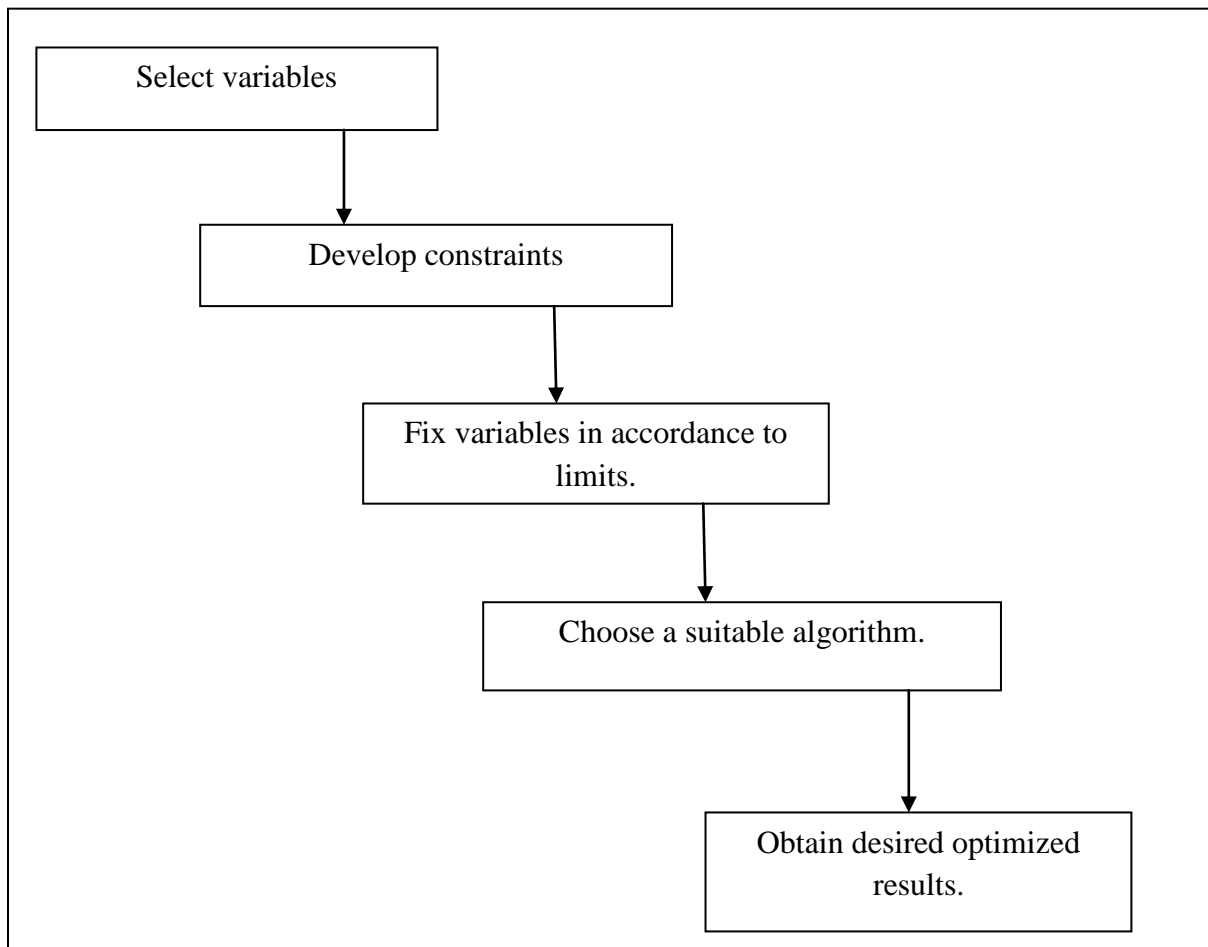 Select variables
Develop constraints
Fix variables in accordance to
limits.
Choose a suitable algorithm.
Obtain desired optimized
results.